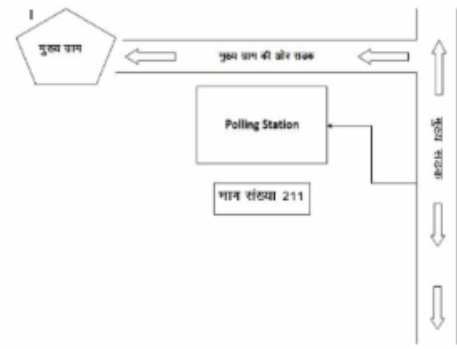 मुख्य ग्राम
मुख्य ग्राम की ओर सड़क
Polling Station
मुख्य सड़क
भाग संख्या 211